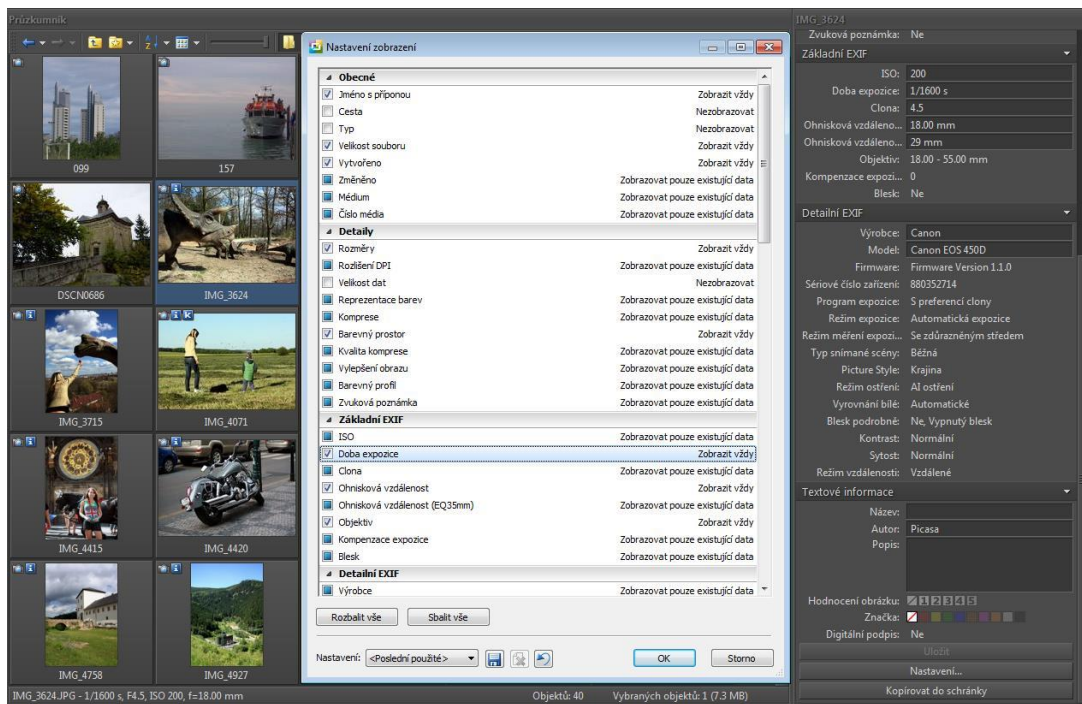 Průzkumník
099
157
DSCN0686
IMG_3624
IMG_3715
IMG_4071
IMG_4415
IMG_4420
IMG_4758
IMG_4927
Nastavení zobrazení
Obecné
Jméno s příponou Zobrazit vždy
Cesta Nezobrazovat
Typ Nezobrazovat
Velikost souboru Zobrazit vždy
Vytvořeno Zobrazit vždy
Změněno Zobrazovat pouze existující data
Médium Zobrazovat pouze existující data
Číslo média Zobrazovat pouze existující data
Detaily
Rozměry Zobrazit vždy
Rozlišení DPI Zobrazovat pouze existující data
Velikost dat Nezobrazovat
Reprezentace barev Zobrazovat pouze existující data
Komprese Zobrazovat pouze existující data
Barevný prostor Zobrazit vždy
Kvalita komprese Zobrazovat pouze existující data
Vylepšení obrazu Zobrazovat pouze existující data
Barevný profil Zobrazovat pouze existující data
Zvuková poznámka Zobrazovat pouze existující data
Základní EXIF
ISO Zobrazovat pouze existující data
Doba expozice Zobrazit vždy
Clona Zobrazovat pouze existující data
Ohnisková vzdálenost Zobrazit vždy
Ohnisková vzdálenost (EQ35mm) Zobrazovat pouze existující data
Objektiv Zobrazit vždy
Kompenzace expozice Zobrazovat pouze existující data
Blesk Zobrazovat pouze existující data
Detailní EXIF
Výrobce Zobrazovat pouze existující data
Rozbalit vše Sbalit vše
Nastavení: <Poslední použité> OK Storno
IMG_3624
Zvuková poznámka: Ne
Základní EXIF
ISO: 200
Doba expozice: 1/1600 s
Clona: 4.5
Ohnisková vzdáleno... 18.00 mm
Ohnisková vzdáleno... 29 mm
Objektiv: 18.00 - 55.00 mm
Kompenzace expozi... 0
Blesk: Ne
Detailní EXIF
Výrobce: Canon
Model: Canon EOS 450D
Firmware: Firmware Version 1.1.0
Sériové číslo zařízení: 880352714
Program expozice: S preferencí clony
Režim expozice: Automatická expozice
Režim měření expozi... Se zdůrazněným středem
Typ snímané scény: Běžná
Picture Style: Krajina
Režim ostření: AI ostření
Vyrovnání bílé: Automatické
Blesk podrobně: Ne, Vypnutý blesk
Kontrast: Normální
Sytost: Normální
Režim vzdálenosti: Vzdálené
Textové informace
Název:
Autor: Picasa
Popis:
Hodnocení obrázku: 1 2 3 4 5
Značka:
Digitální podpis: Ne
Uložit
Nastavení...
Kopírovat do schránky
IMG_3624.JPG - 1/1600 s, F4.5, ISO 200, f=18.00 mm Objektů: 40 Vybraných objektů: 1 (7.3 MB)